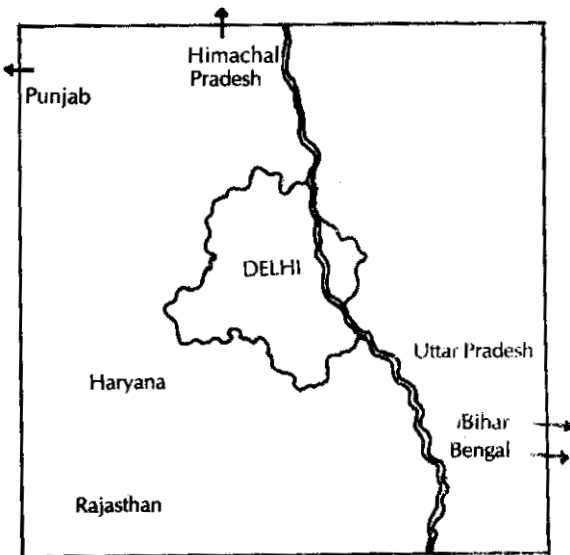 Himachal
Pradesh
Punjab
DELHI
Uttar Pradesh
Haryana
Bihar
Bengal
Rajasthan